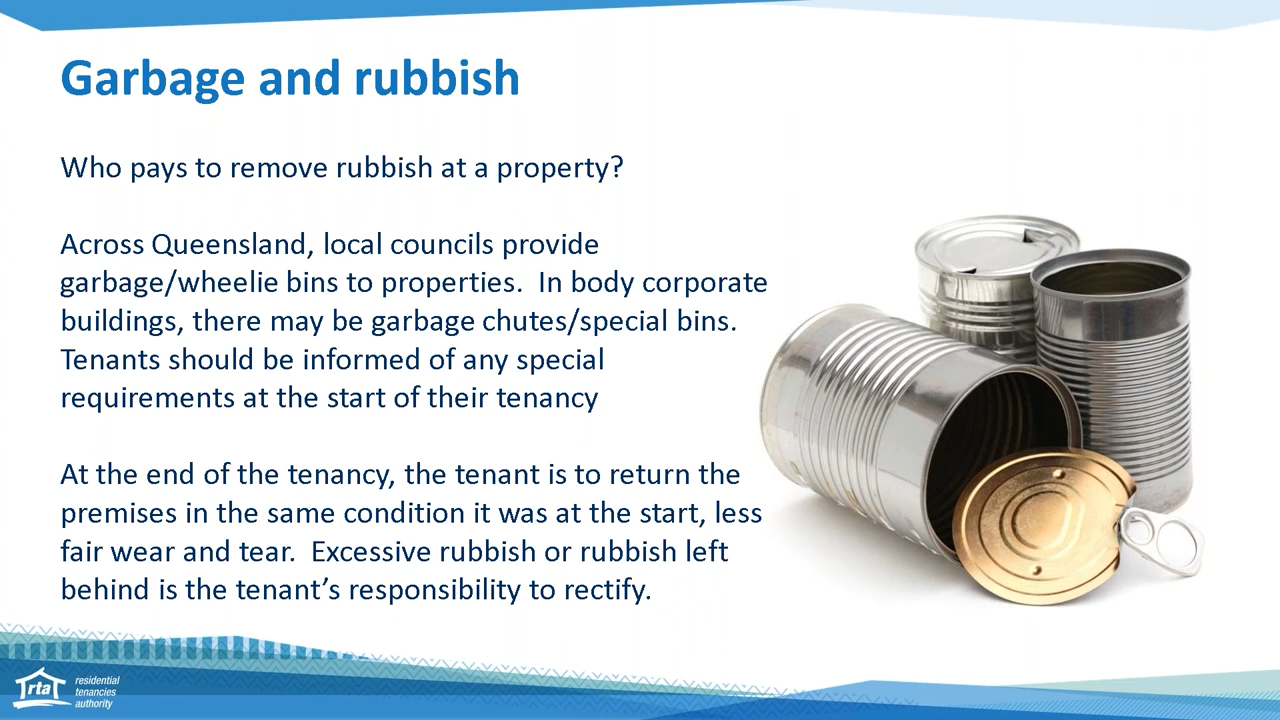 Garbage and rubbish
Who pays to remove rubbish at a property?
Across Queensland, local councils provide
garbage/wheelie bins to properties.  In body corporate
buildings, there may be garbage chutes/special bins.
Tenants should be informed of any special
requirements at the start of their tenancy
At the end of the tenancy, the tenant is to return the
premises in the same condition it was at the start, less
fair wear and tear.  Excessive rubbish or rubbish left
behind is the tenant’s responsibility to rectify.
rta
residential
tenancies
authority